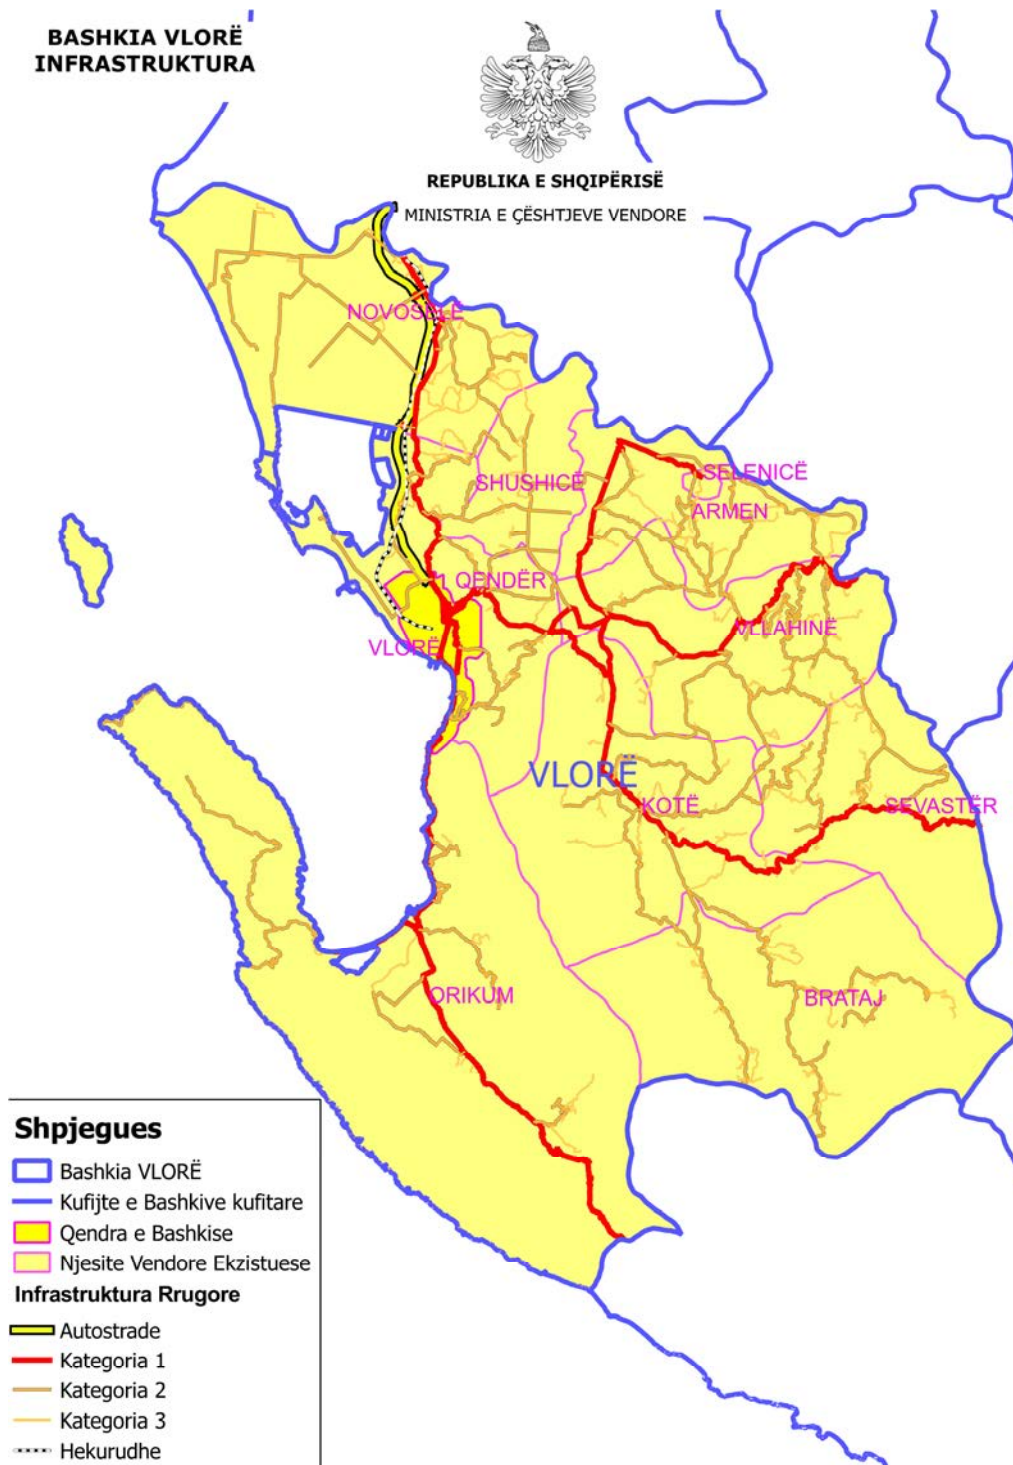 BASHKIA VLORË
INFRASTRUKTURA
REPUBLIKA E SHQIPËRISË
MINISTRIA E ÇËSHTJEVE VENDORE
NOVOSELË
SHUSHICË
SELENICË
ARMEN
QENDËR
VLLAHINË
VLORË
VLORË
KOTË
SEVASTËR
ORIKUM
BRATAJ
Shpjegues
Bashkia VLORË
Kufijte e Bashkive kufitare
Qendra e Bashkise
Njesite Vendore Ekzistuese
Infrastruktura Rrugore
Autostrade
Kategoria 1
Kategoria 2
Kategoria 3
Hekurudhe